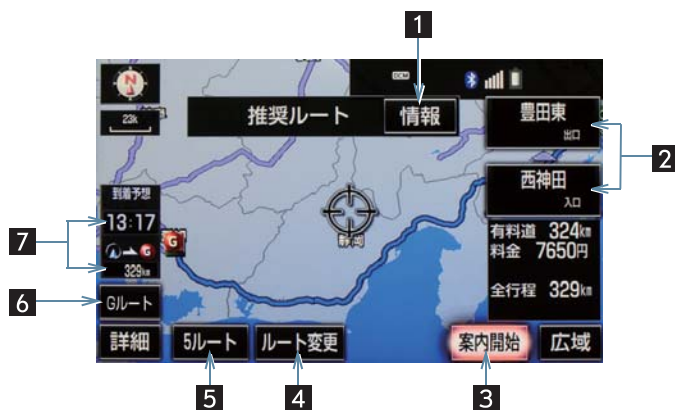 1
DCM
23k
推奨ルート
情報
豊田東
出口
2
西神田
入口
到着予想
13:17
7
G
G
329km
静岡
有料道 324km
料金 7650円
全行程 329km
6
Gルート
詳細
5ルート
ルート変更
案内開始
広域
5
4
3